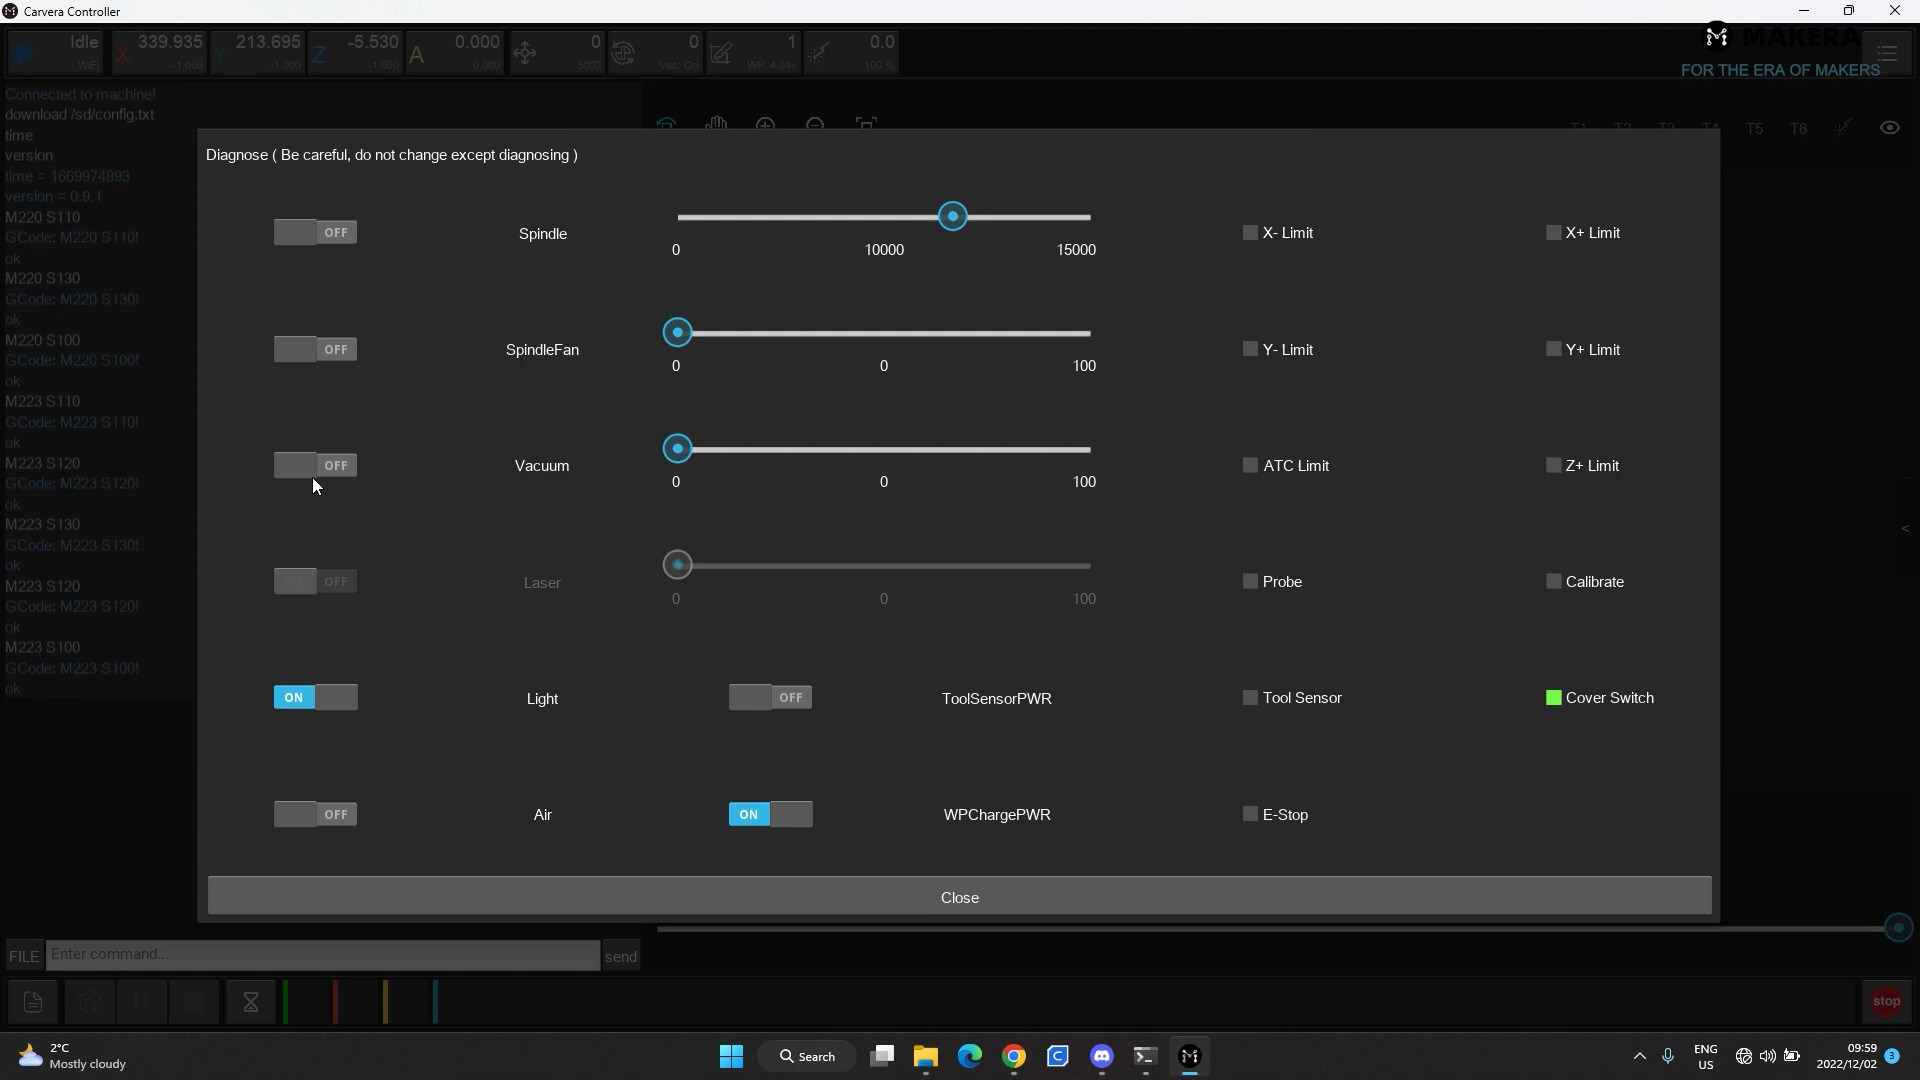 Carvera Controller
Idle
WiFi
X
339.935
-1.000
Y
213.695
-1.000
Z
-5.530
-1.000
A
0.000
0.000
0
3000
0
Vac: On
1
WP: 4.04v
0.0
100 %
MAKERA
FOR THE ERA OF MAKERS
Connected to machine!
download /sd/config.txt
time
version
time = 1669974893
version = 0.9.1
M220 S110
GCode: M220 S110!
ok
M220 S130
GCode: M220 S130!
ok
M220 S100
GCode: M220 S100!
ok
M223 S110
GCode: M223 S110!
ok
M223 S120
GCode: M223 S120!
ok
M223 S130
GCode: M223 S130!
ok
M223 S120
GCode: M223 S120!
ok
M223 S100
GCode: M223 S100!
ok
T1 T2 T3 T4 T5 T6
Diagnose ( Be careful, do not change except diagnosing )
OFF Spindle
0 10000 15000
X- Limit
X+ Limit
OFF SpindleFan
0 0 100
Y- Limit
Y+ Limit
OFF Vacuum
0 0 100
ATC Limit
Z+ Limit
ON OFF Laser
0 0 100
Probe
Calibrate
ON Light
OFF ToolSensorPWR
Tool Sensor
Cover Switch
OFF Air
ON WPChargePWR
E-Stop
Close
<
FILE Enter command... send
stop
2°C
Mostly cloudy
Search
ENG
US
09:59
2022/12/02
3